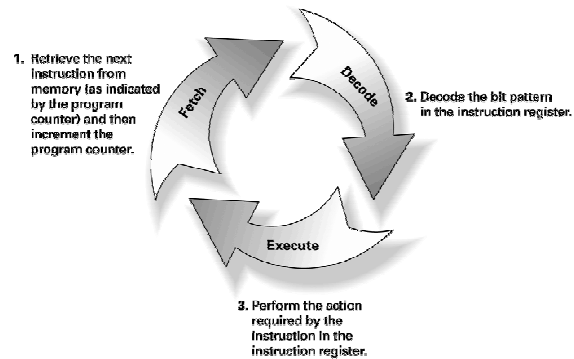 1. Retrieve the next
instruction from
memory (as indicated
by the program
counter) and then
increment the
program counter.
Fetch
Decode
2. Decode the bit pattern
in the instruction register.
Execute
3. Perform the action
required by the
instruction in the
instruction register.